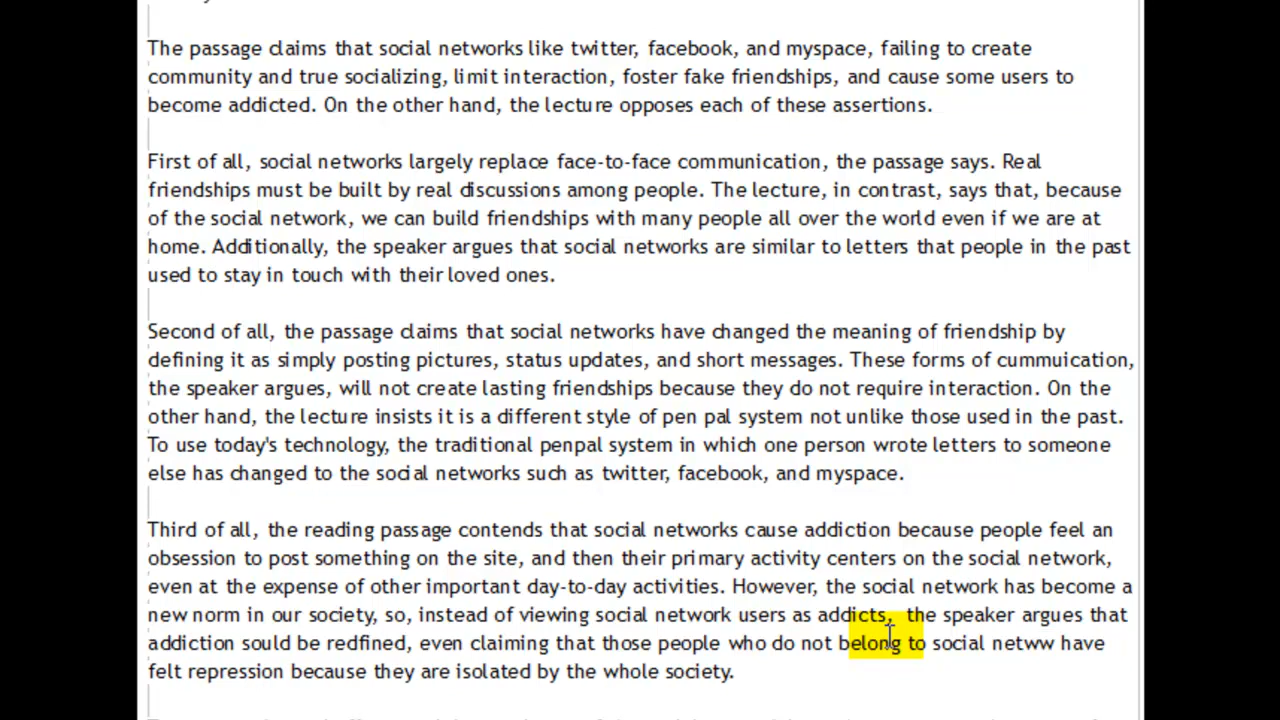 The passage claims that social networks like twitter, facebook, and myspace, failing to create
community and true socializing, limit interaction, foster fake friendships, and cause some users to
become addicted. On the other hand, the lecture opposes each of these assertions.
First of all, social networks largely replace face-to-face communication, the passage says. Real
friendships must be built by real discussions among people. The lecture, in contrast, says that, because
of the social network, we can build friendships with many people all over the world even if we are at
home. Additionally, the speaker argues that social networks are similar to letters that people in the past
used to stay in touch with their loved ones.
Second of all, the passage claims that social networks have changed the meaning of friendship by
defining it as simply posting pictures, status updates, and short messages. These forms of cummuication,
the speaker argues, will not create lasting friendships because they do not require interaction. On the
other hand, the lecture insists it is a different style of pen pal system not unlike those used in the past.
To use today's technology, the traditional penpal system in which one person wrote letters to someone
else has changed to the social networks such as twitter, facebook, and myspace.
Third of all, the reading passage contends that social networks cause addiction because people feel an
obsession to post something on the site, and then their primary activity centers on the social network,
even at the expense of other important day-to-day activities. However, the social network has become a
new norm in our society, so, instead of viewing social network users as addicts,  the speaker argues that
addiction sould be redfined, even claiming that those people who do not belong to social netww have
felt repression because they are isolated by the whole society.